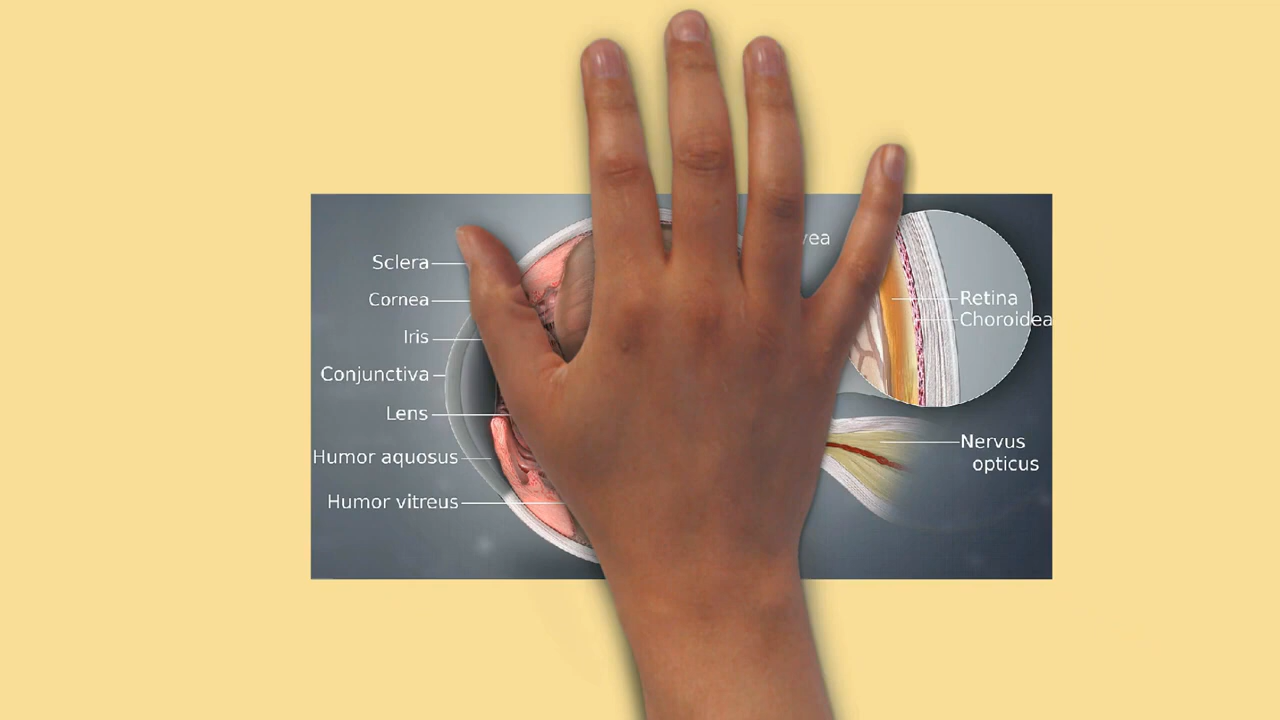 Sclera
Cornea
Iris
Conjunctiva
Lens
Humor aquosus
Humor vitreus
Retina
Choroidea
Nervus
opticus